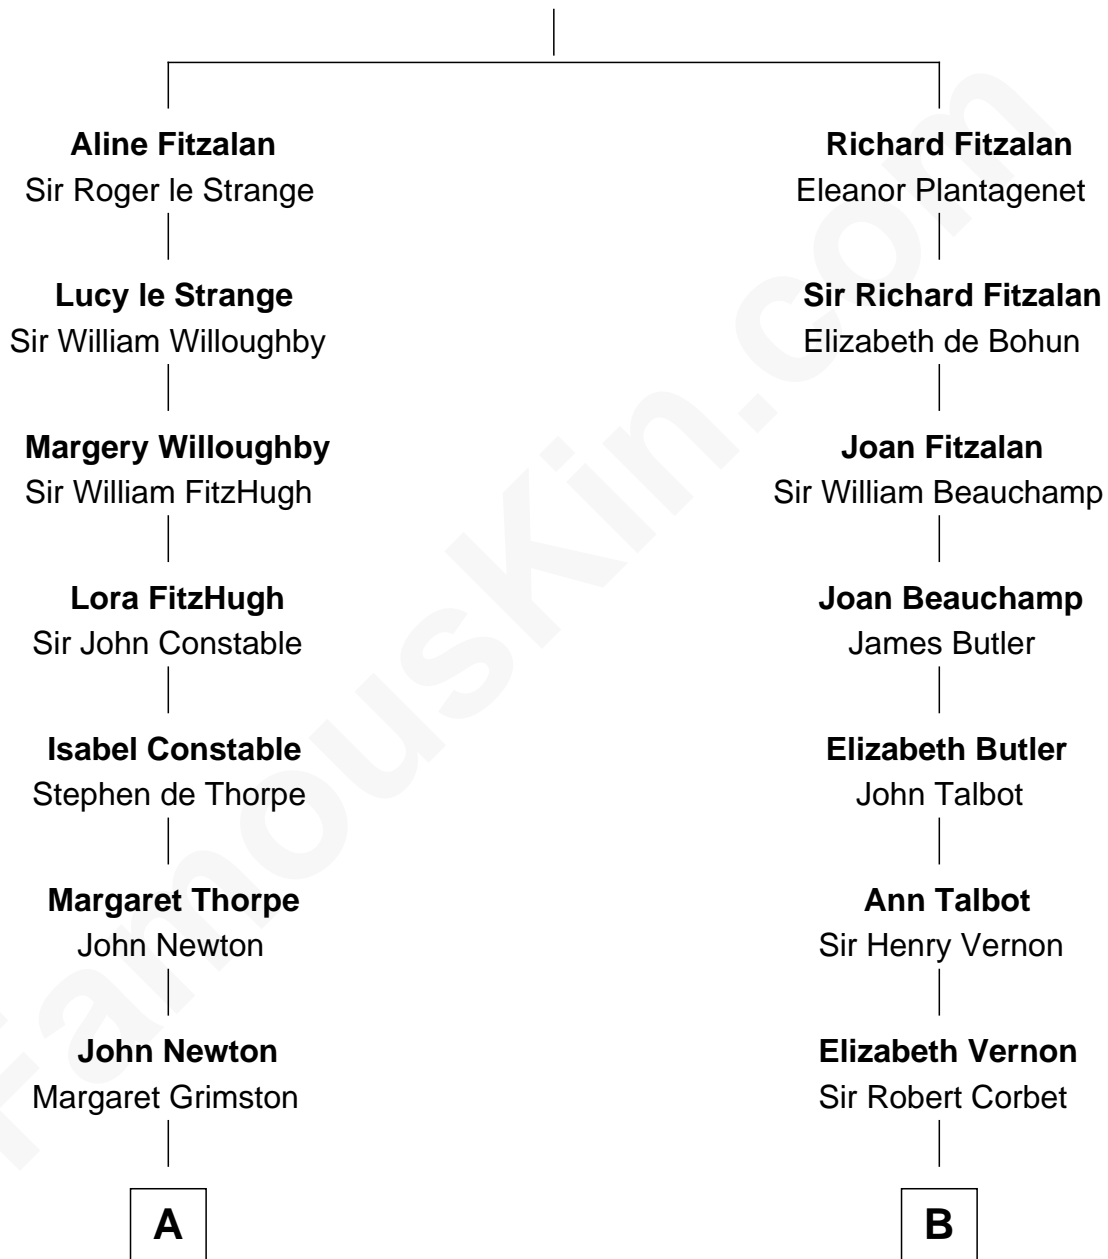 Aline Fitzalan
Sir Roger le Strange
Richard Fitzalan
Eleanor Plantagenet
Lucy le Strange
Sir William Willoughby
Sir Richard Fitzalan
Elizabeth de Bohun
Margery Willoughby
Sir William FitzHugh
Joan Fitzalan
Sir William Beauchamp
Lora FitzHugh
Sir John Constable
Joan Beauchamp
James Butler
Isabel Constable
Stephen de Thorpe
Elizabeth Butler
John Talbot
Margaret Thorpe
John Newton
Ann Talbot
Sir Henry Vernon
John Newton
Margaret Grimston
Elizabeth Vernon
Sir Robert Corbet
A
B
FamousKin.com